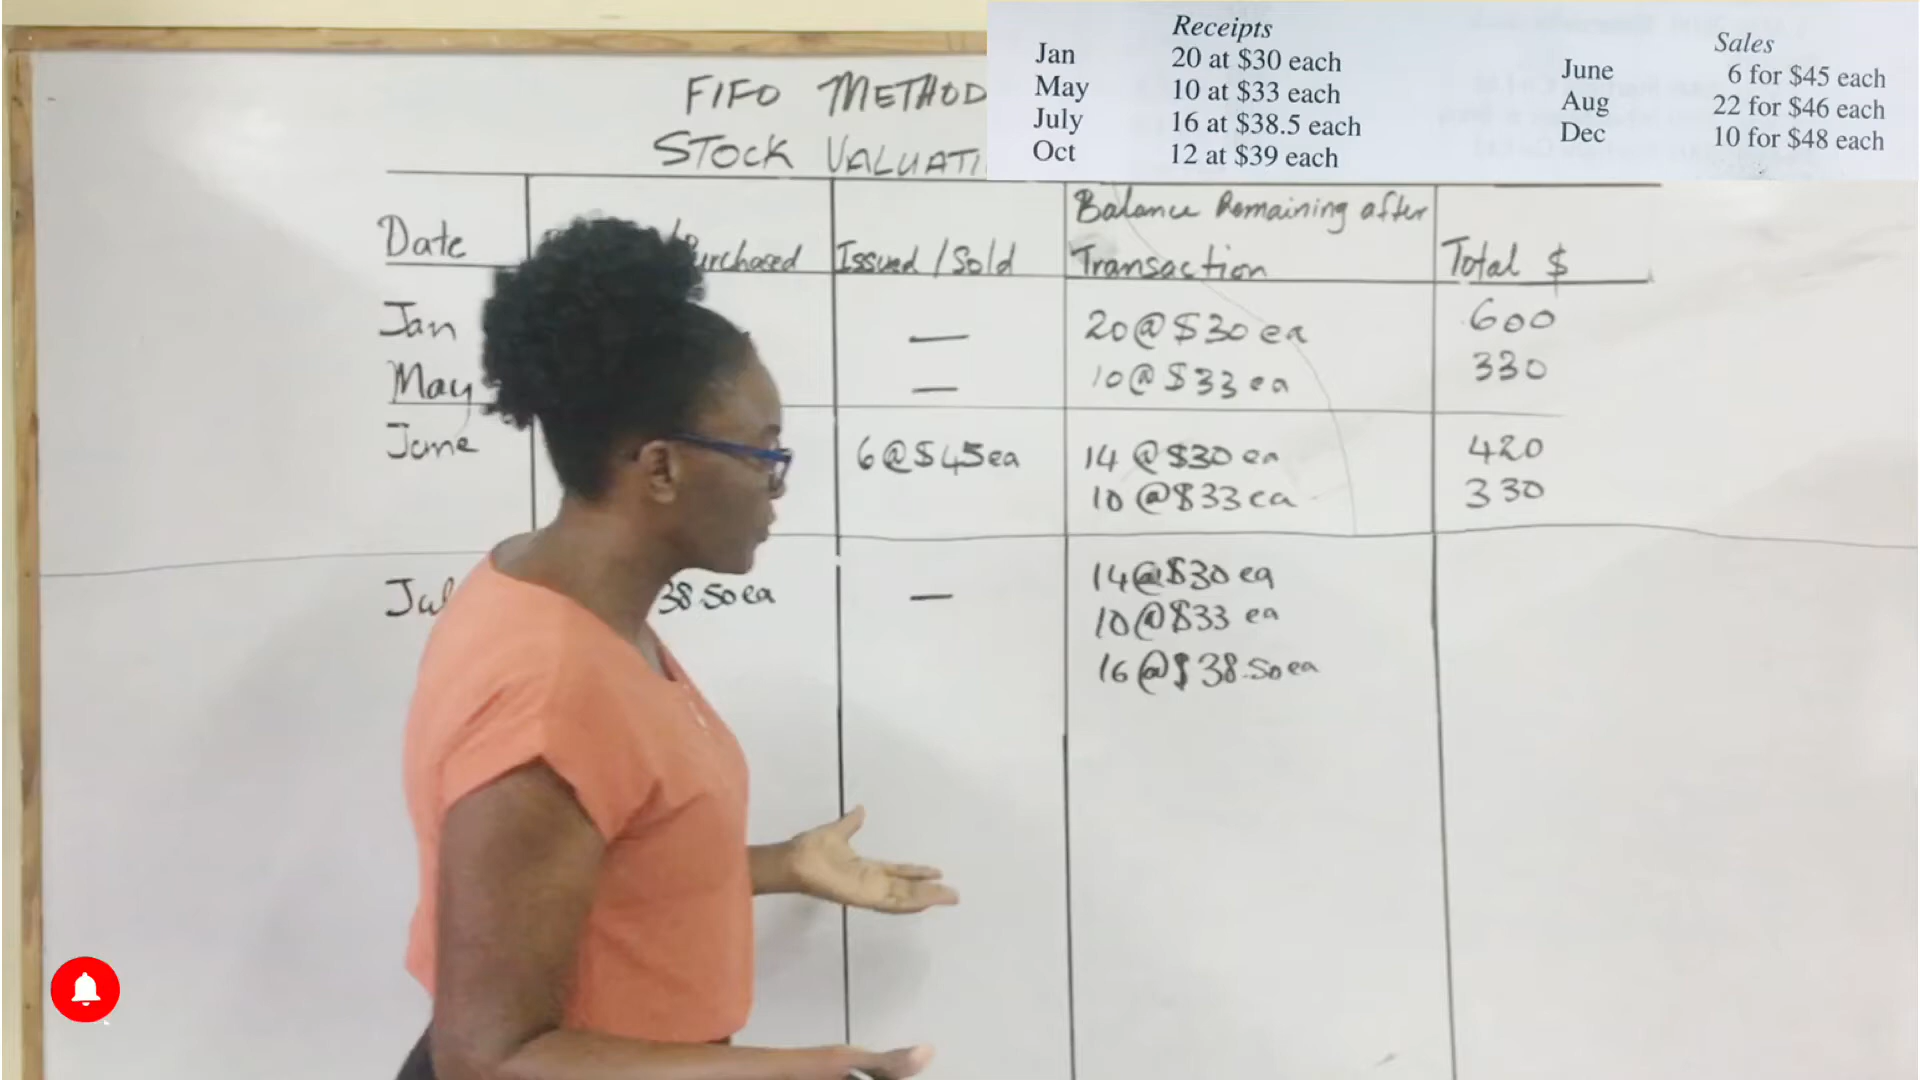 Receipts
Jan 20 at $30 each
May 10 at $33 each
July 16 at $38.5 each
Oct 12 at $39 each
Sales
June 6 for $45 each
Aug 22 for $46 each
Dec 10 for $48 each
FIFO METHOD
STOCK VALUATI
Date urchased Issued / Sold Balance Remaining after Transaction Total $
Jan — 20@$30 ea 600
May — 10@$33 ea 330
June 6@$45ea 14 @ $30 ea 420
10 @$33 ea 330
Jul 38.50ea — 14@$30 ea
10@$33 ea
16@$38.50ea